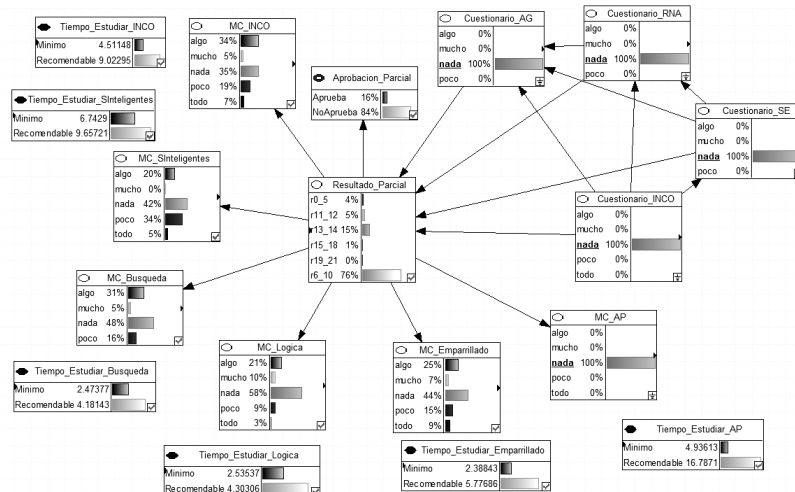 Tiempo_Estudiar_INCO
Minimo 4.51148
Recomendable 9.02295
MC_INCO
algo 34%
mucho 5%
nada 35%
poco 19%
todo 7%
Aprobacion_Parcial
Aprueba 16%
NoAprueba 84%
Cuestionario_AG
algo 0%
mucho 0%
nada 100%
poco 0%
Cuestionario_RNA
algo 0%
mucho 0%
nada 100%
poco 0%
Tiempo_Estudiar_SInteligentes
Minimo 6.7429
Recomendable 9.65721
Cuestionario_SE
algo 0%
mucho 0%
nada 100%
poco 0%
MC_SInteligentes
algo 20%
mucho 0%
nada 42%
poco 34%
todo 5%
Resultado_Parcial
r0_5 4%
r11_12 5%
r13_14 15%
r15_18 1%
r19_21 0%
r6_10 76%
Cuestionario_INCO
algo 0%
mucho 0%
nada 100%
poco 0%
todo 0%
MC_Busqueda
algo 31%
mucho 5%
nada 48%
poco 16%
MC_Logica
algo 21%
mucho 10%
nada 58%
poco 9%
todo 3%
MC_Emparrillado
algo 25%
mucho 7%
nada 44%
poco 15%
todo 9%
MC_AP
algo 0%
mucho 0%
nada 100%
poco 0%
todo 0%
Tiempo_Estudiar_Busqueda
Minimo 2.47377
Recomendable 4.18143
Tiempo_Estudiar_Logica
Minimo 2.53537
Recomendable 4.30306
Tiempo_Estudiar_Emparrillado
Minimo 2.38843
Recomendable 5.77686
Tiempo_Estudiar_AP
Minimo 4.93613
Recomendable 16.7871